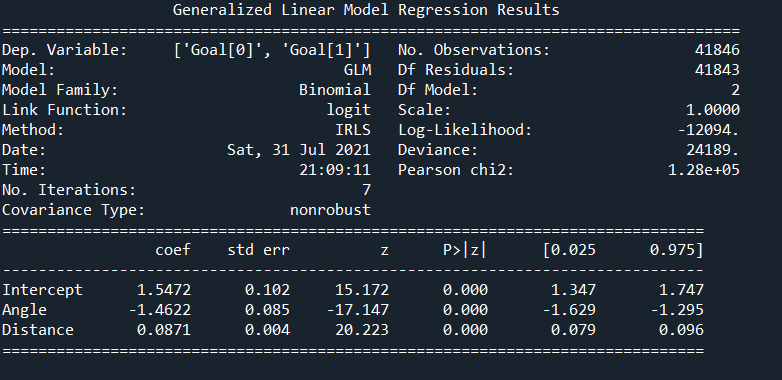 Generalized Linear Model Regression Results
==============================================================================
Dep. Variable:     ['Goal[0]', 'Goal[1]']   No. Observations:                41846
Model:                            GLM   Df Residuals:                    41843
Model Family:                Binomial   Df Model:                            2
Link Function:                  logit   Scale:                          1.0000
Method:                          IRLS   Log-Likelihood:                -12094.
Date:                Sat, 31 Jul 2021   Deviance:                       24189.
Time:                        21:09:11   Pearson chi2:                 1.28e+05
No. Iterations:                     7
Covariance Type:            nonrobust
==============================================================================
coef    std err          z      P>|z|      [0.025      0.975]
------------------------------------------------------------------------------
Intercept      1.5472      0.102     15.172      0.000       1.347       1.747
Angle         -1.4622      0.085    -17.147      0.000      -1.629      -1.295
Distance       0.0871      0.004     20.223      0.000       0.079       0.096
==============================================================================